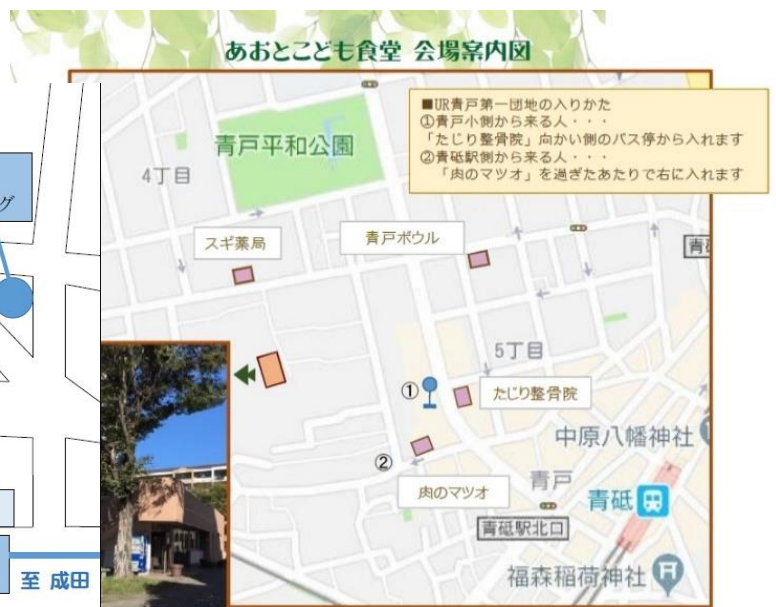 あおとこども食堂 会場案内図
■UR青戸第一団地の入りかた
①青戸小側から来る人・・・
「たじり整骨院」向かい側のバス停から入れます
②青砥駅側から来る人・・・
「肉のマツオ」を過ぎたあたりで右に入れます
青戸平和公園
4丁目
グ
スギ薬局
青戸ボウル
青
5丁目
①
たじり整骨院
中原八幡神社
②
肉のマツオ
青戸
青砥
青砥駅北口
至 成田
福森稲荷神社